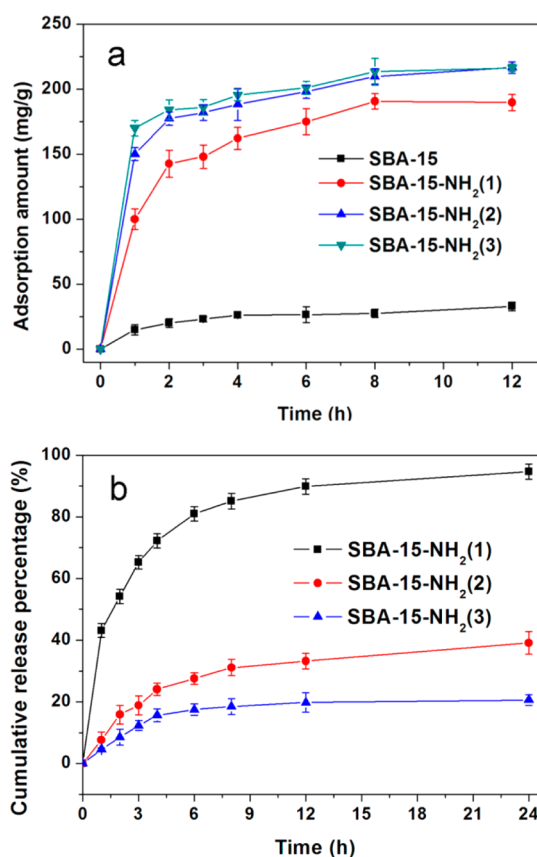 a
250
200
150
100
50
0
Adsorption amount (mg/g)
SBA-15
SBA-15-NH₂(1)
SBA-15-NH₂(2)
SBA-15-NH₂(3)
0 2 4 6 8 10 12
Time (h)
b
100
80
60
40
20
0
Cumulative release percentage (%)
SBA-15-NH₂(1)
SBA-15-NH₂(2)
SBA-15-NH₂(3)
0 3 6 9 12 15 18 21 24
Time (h)